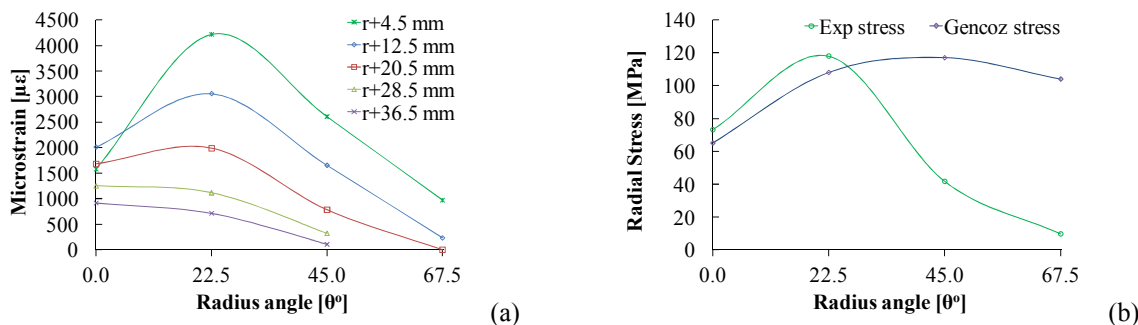 4500
4000
3500
3000
2500
2000
1500
1000
500
0
Microstrain [με]
r+4.5 mm
r+12.5 mm
r+20.5 mm
r+28.5 mm
r+36.5 mm
0.0 22.5 45.0 67.5
Radius angle [θº]
(a)
140
120
100
80
60
40
20
0
Radial Stress [MPa]
Exp stress Gencoz stress
0.0 22.5 45.0 67.5
Radius angle [θº]
(b)